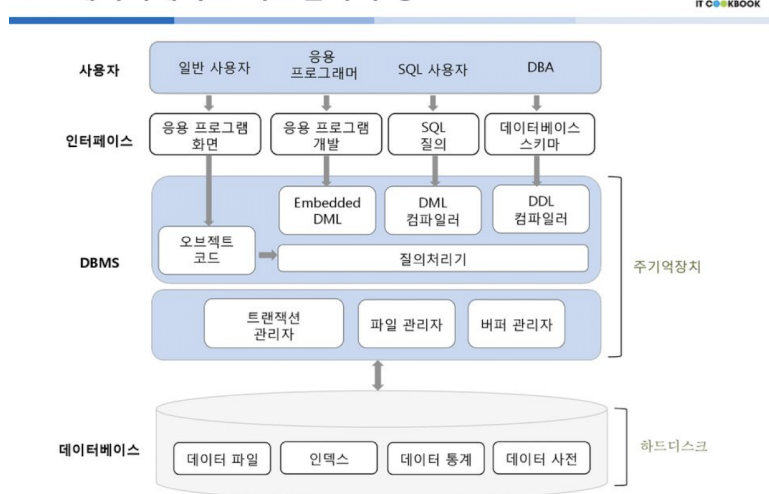 IT COOKBOOK
사용자
일반 사용자
응용
프로그래머
SQL 사용자
DBA
인터페이스
응용 프로그램
화면
응용 프로그램
개발
SQL
질의
데이터베이스
스키마
DBMS
Embedded
DML
DML
컴파일러
DDL
컴파일러
오브젝트
코드
질의처리기
주기억장치
트랜잭션
관리자
파일 관리자
버퍼 관리자
데이터베이스
데이터 파일
인덱스
데이터 통계
데이터 사전
하드디스크